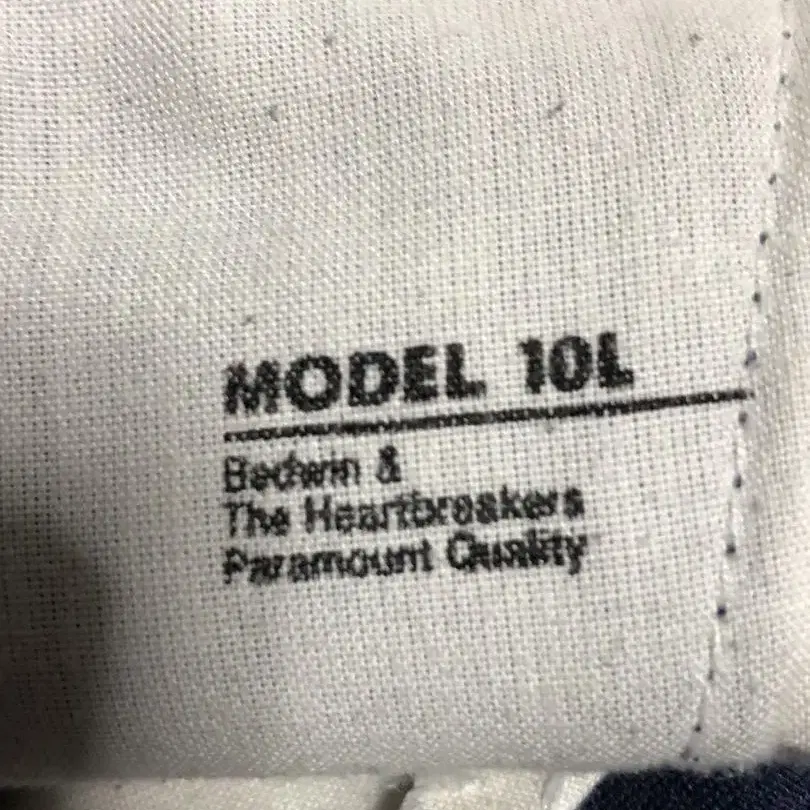 MODEL 10L
Bedwin &
The Heartbreakers
Paramount Quality